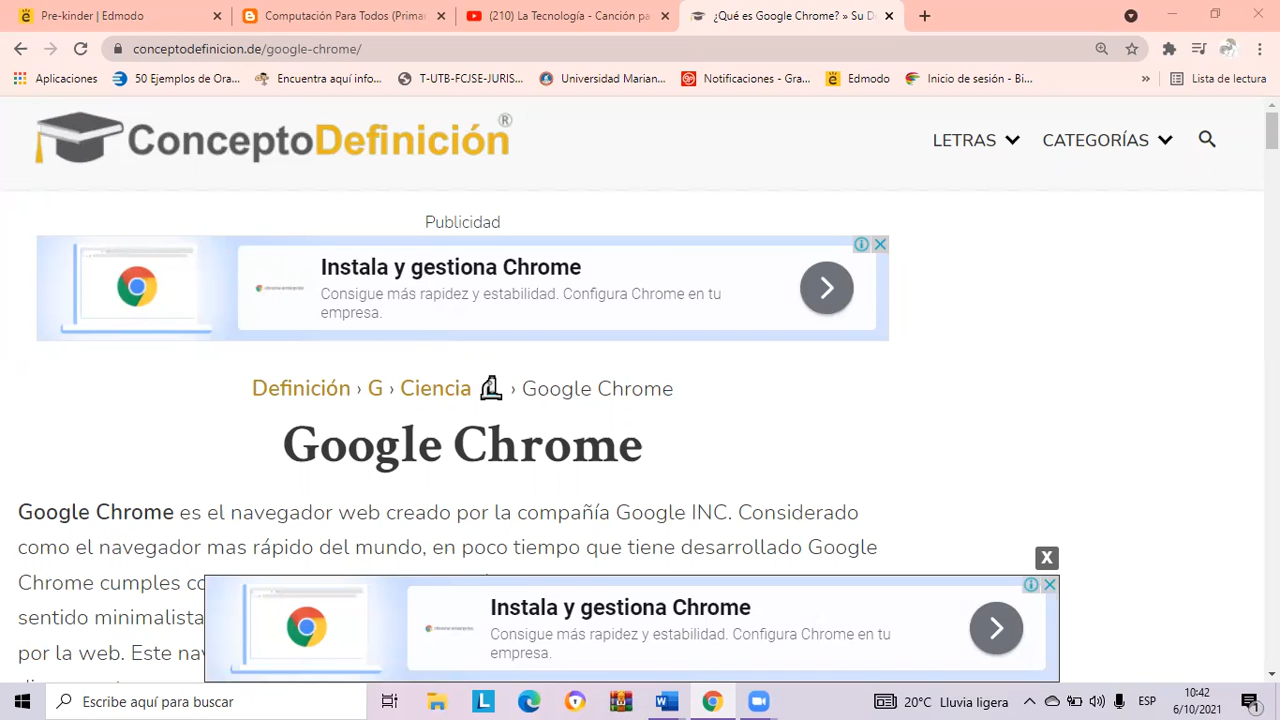 Pre-kinder | Edmodo
Computación Para Todos (Primar
(210) La Tecnología - Canción pa
¿Qué es Google Chrome? » Su D
conceptodefinicion.de/google-chrome/
Aplicaciones
50 Ejemplos de Ora...
Encuentra aquí info...
T-UTB-FCJSE-JURIS...
Universidad Marian...
Notificaciones - Gra...
Edmodo
Inicio de sesión - Bi...
»
Lista de lectura
ConceptoDefinición®
LETRAS
CATEGORÍAS
Publicidad
Instala y gestiona Chrome
Consigue más rapidez y estabilidad. Configura Chrome en tu
empresa.
Definición › G › Ciencia › Google Chrome
Google Chrome
Google Chrome es el navegador web creado por la compañía Google INC. Considerado
como el navegador mas rápido del mundo, en poco tiempo que tiene desarrollado Google
Chrome cumples co
sentido minimalista
por la web. Este nav
X
Instala y gestiona Chrome
Consigue más rapidez y estabilidad. Configura Chrome en tu
empresa.
Escribe aquí para buscar
20°C Lluvia ligera
ESP
10:42
6/10/2021